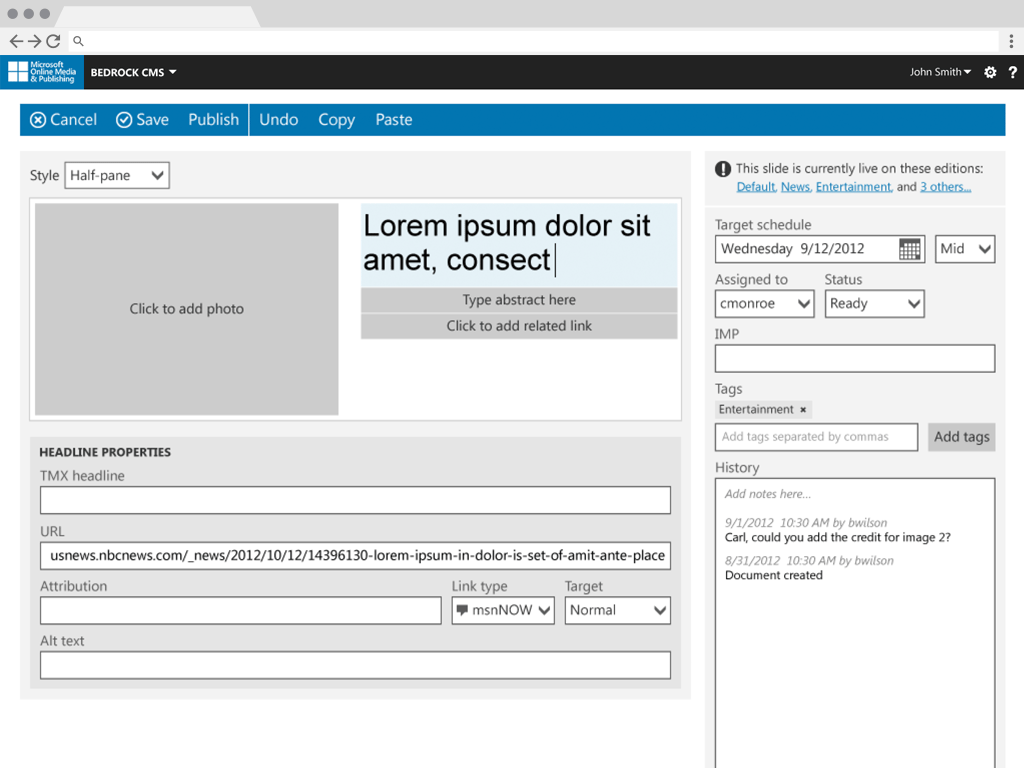 Microsoft
Online Media
& Publishing
BEDROCK CMS
John Smith
?
Cancel
Save
Publish
Undo
Copy
Paste
Style
Half-pane
Click to add photo
Lorem ipsum dolor sit
amet, consect
Type abstract here
Click to add related link
HEADLINE PROPERTIES
TMX headline
URL
usnews.nbcnews.com/_news/2012/10/12/14396130-lorem-ipsum-in-dolor-is-set-of-amit-ante-place
Attribution
Link type
Target
msnNOW
Normal
Alt text
This slide is currently live on these editions:
Default, News, Entertainment, and 3 others...
Target schedule
Wednesday 9/12/2012
Mid
Assigned to
Status
cmonroe
Ready
IMP
Tags
Entertainment ×
Add tags separated by commas
Add tags
History
Add notes here...
9/1/2012 10:30 AM by bwilson
Carl, could you add the credit for image 2?
8/31/2012 10:30 AM by bwilson
Document created